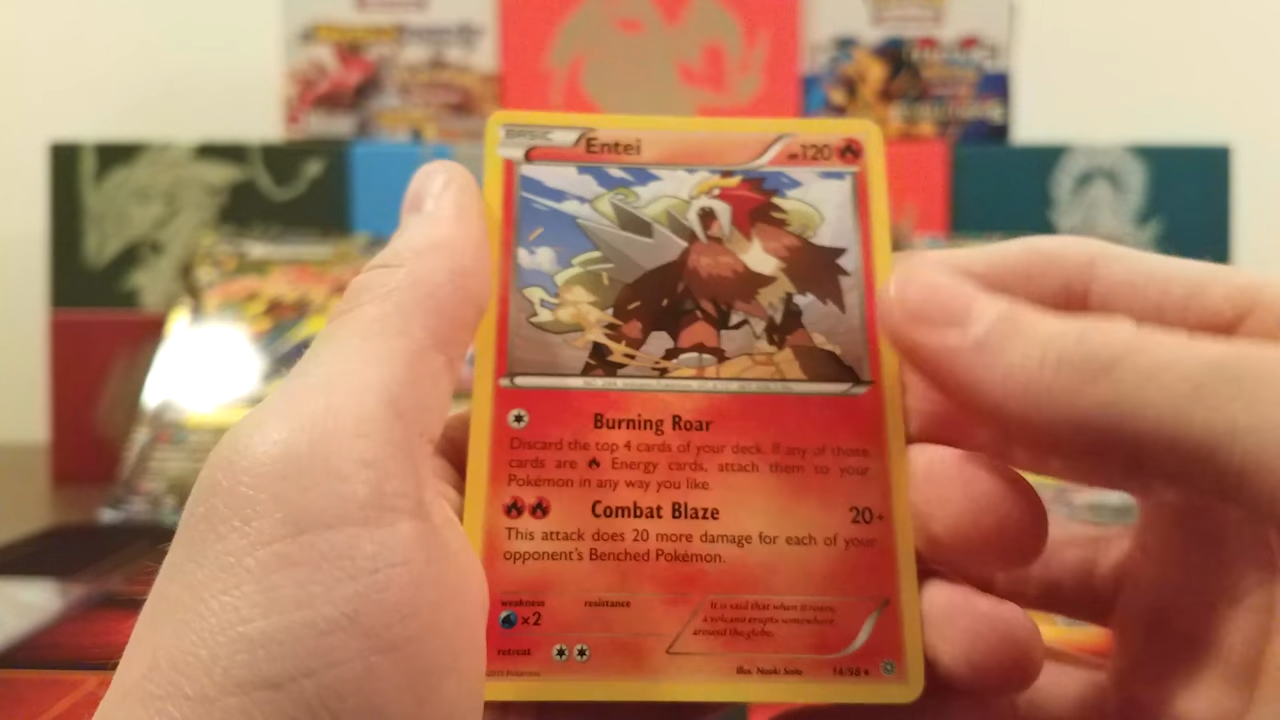 BASIC
Entei
HP120
Burning Roar
Discard the top 4 cards of your deck. If any of those
cards are Energy cards, attach them to your
Pokémon in any way you like.
Combat Blaze
20+
This attack does 20 more damage for each of your
opponent's Benched Pokémon.
weakness
resistance
×2
It is said that when it roars,
a volcano erupts somewhere
around the globe.
retreat
©2015 Pokémon
Illus. Naoki Saito
14/98